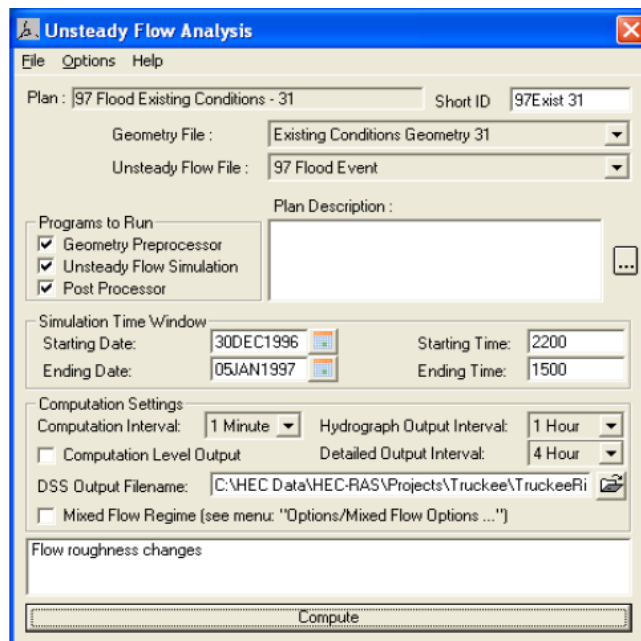 Unsteady Flow Analysis
File Options Help
Plan : 97 Flood Existing Conditions - 31 Short ID 97Exist 31
Geometry File : Existing Conditions Geometry 31
Unsteady Flow File : 97 Flood Event
Plan Description :
Programs to Run
Geometry Preprocessor
Unsteady Flow Simulation
Post Processor
...
Simulation Time Window
Starting Date: 30DEC1996 Starting Time: 2200
Ending Date: 05JAN1997 Ending Time: 1500
Computation Settings
Computation Interval: 1 Minute Hydrograph Output Interval: 1 Hour
Computation Level Output Detailed Output Interval: 4 Hour
DSS Output Filename: C:\HEC Data\HEC-RAS\Projects\Truckee\TruckeeRi
Mixed Flow Regime (see menu: "Options/Mixed Flow Options ...")
Flow roughness changes
Compute